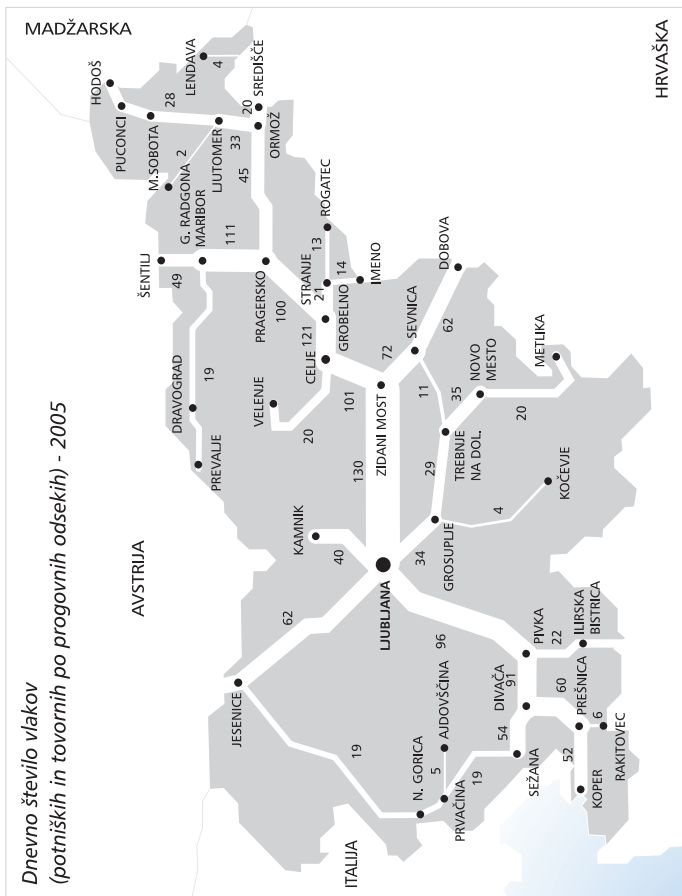 Dnevno število vlakov
(potniških in tovornih po progovnih odsekih) - 2005
MADŽARSKA
AVSTRIJA
ITALIJA
HRVAŠKA
HODOŠ
PUCONCI
M.SOBOTA
28
LENDAVA
4
2
G. RADGONA
LJUTOMER
33
20
SREDIŠČE
ORMOŽ
45
ŠENTILJ
49
MARIBOR
111
PRAGERSKO
100
19
DRAVOGRAD
PREVALJE
ROGATEC
13
STRANJE
21
14
IMENO
GROBELNO
121
CELJE
VELENJE
20
101
ZIDANI MOST
72
SEVNICA
62
DOBOVA
130
11
35
NOVO
MESTO
METLIKA
20
TREBNJE
NA DOL.
29
KAMNIK
40
LJUBLJANA
34
GROSUPLJE
4
KOČEVJE
62
JESENICE
96
PIVKA
22
ILIRSKA
BISTRICA
DIVAČA
91
60
PREŠNICA
6
RAKITOVEC
52
KOPER
54
SEŽANA
19
AJDOVŠČINA
5
PRVAČINA
N. GORICA
19